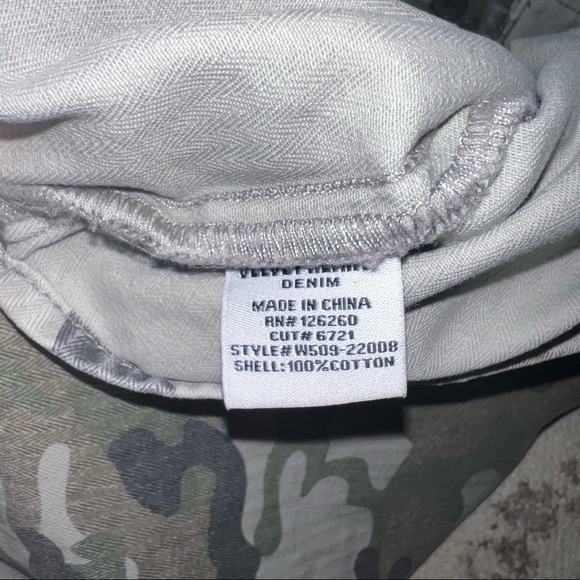 DENIM
MADE IN CHINA
RN# 126260
CUT# 6721
STYLE# W509-22008
SHELL: 100% COTTON